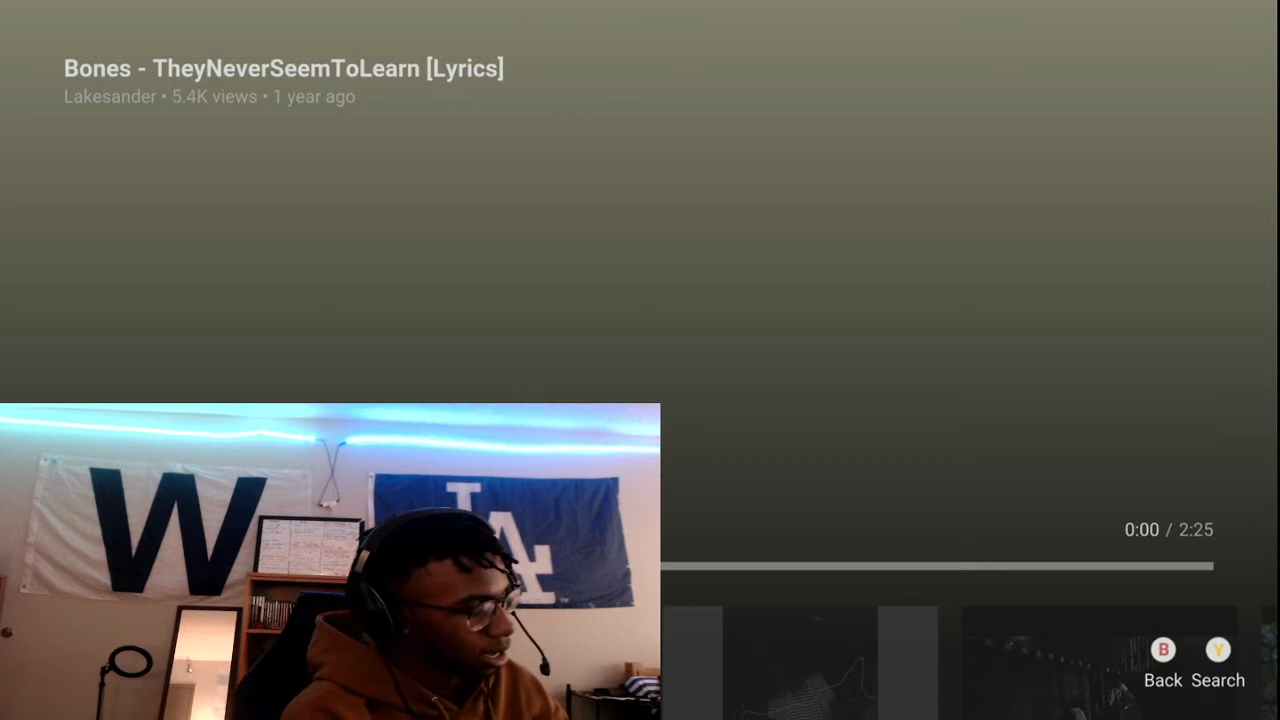 Bones - TheyNeverSeemToLearn [Lyrics]
Lakesander • 5.4K views • 1 year ago
W
LA
0:00 / 2:25
B Y
Back Search